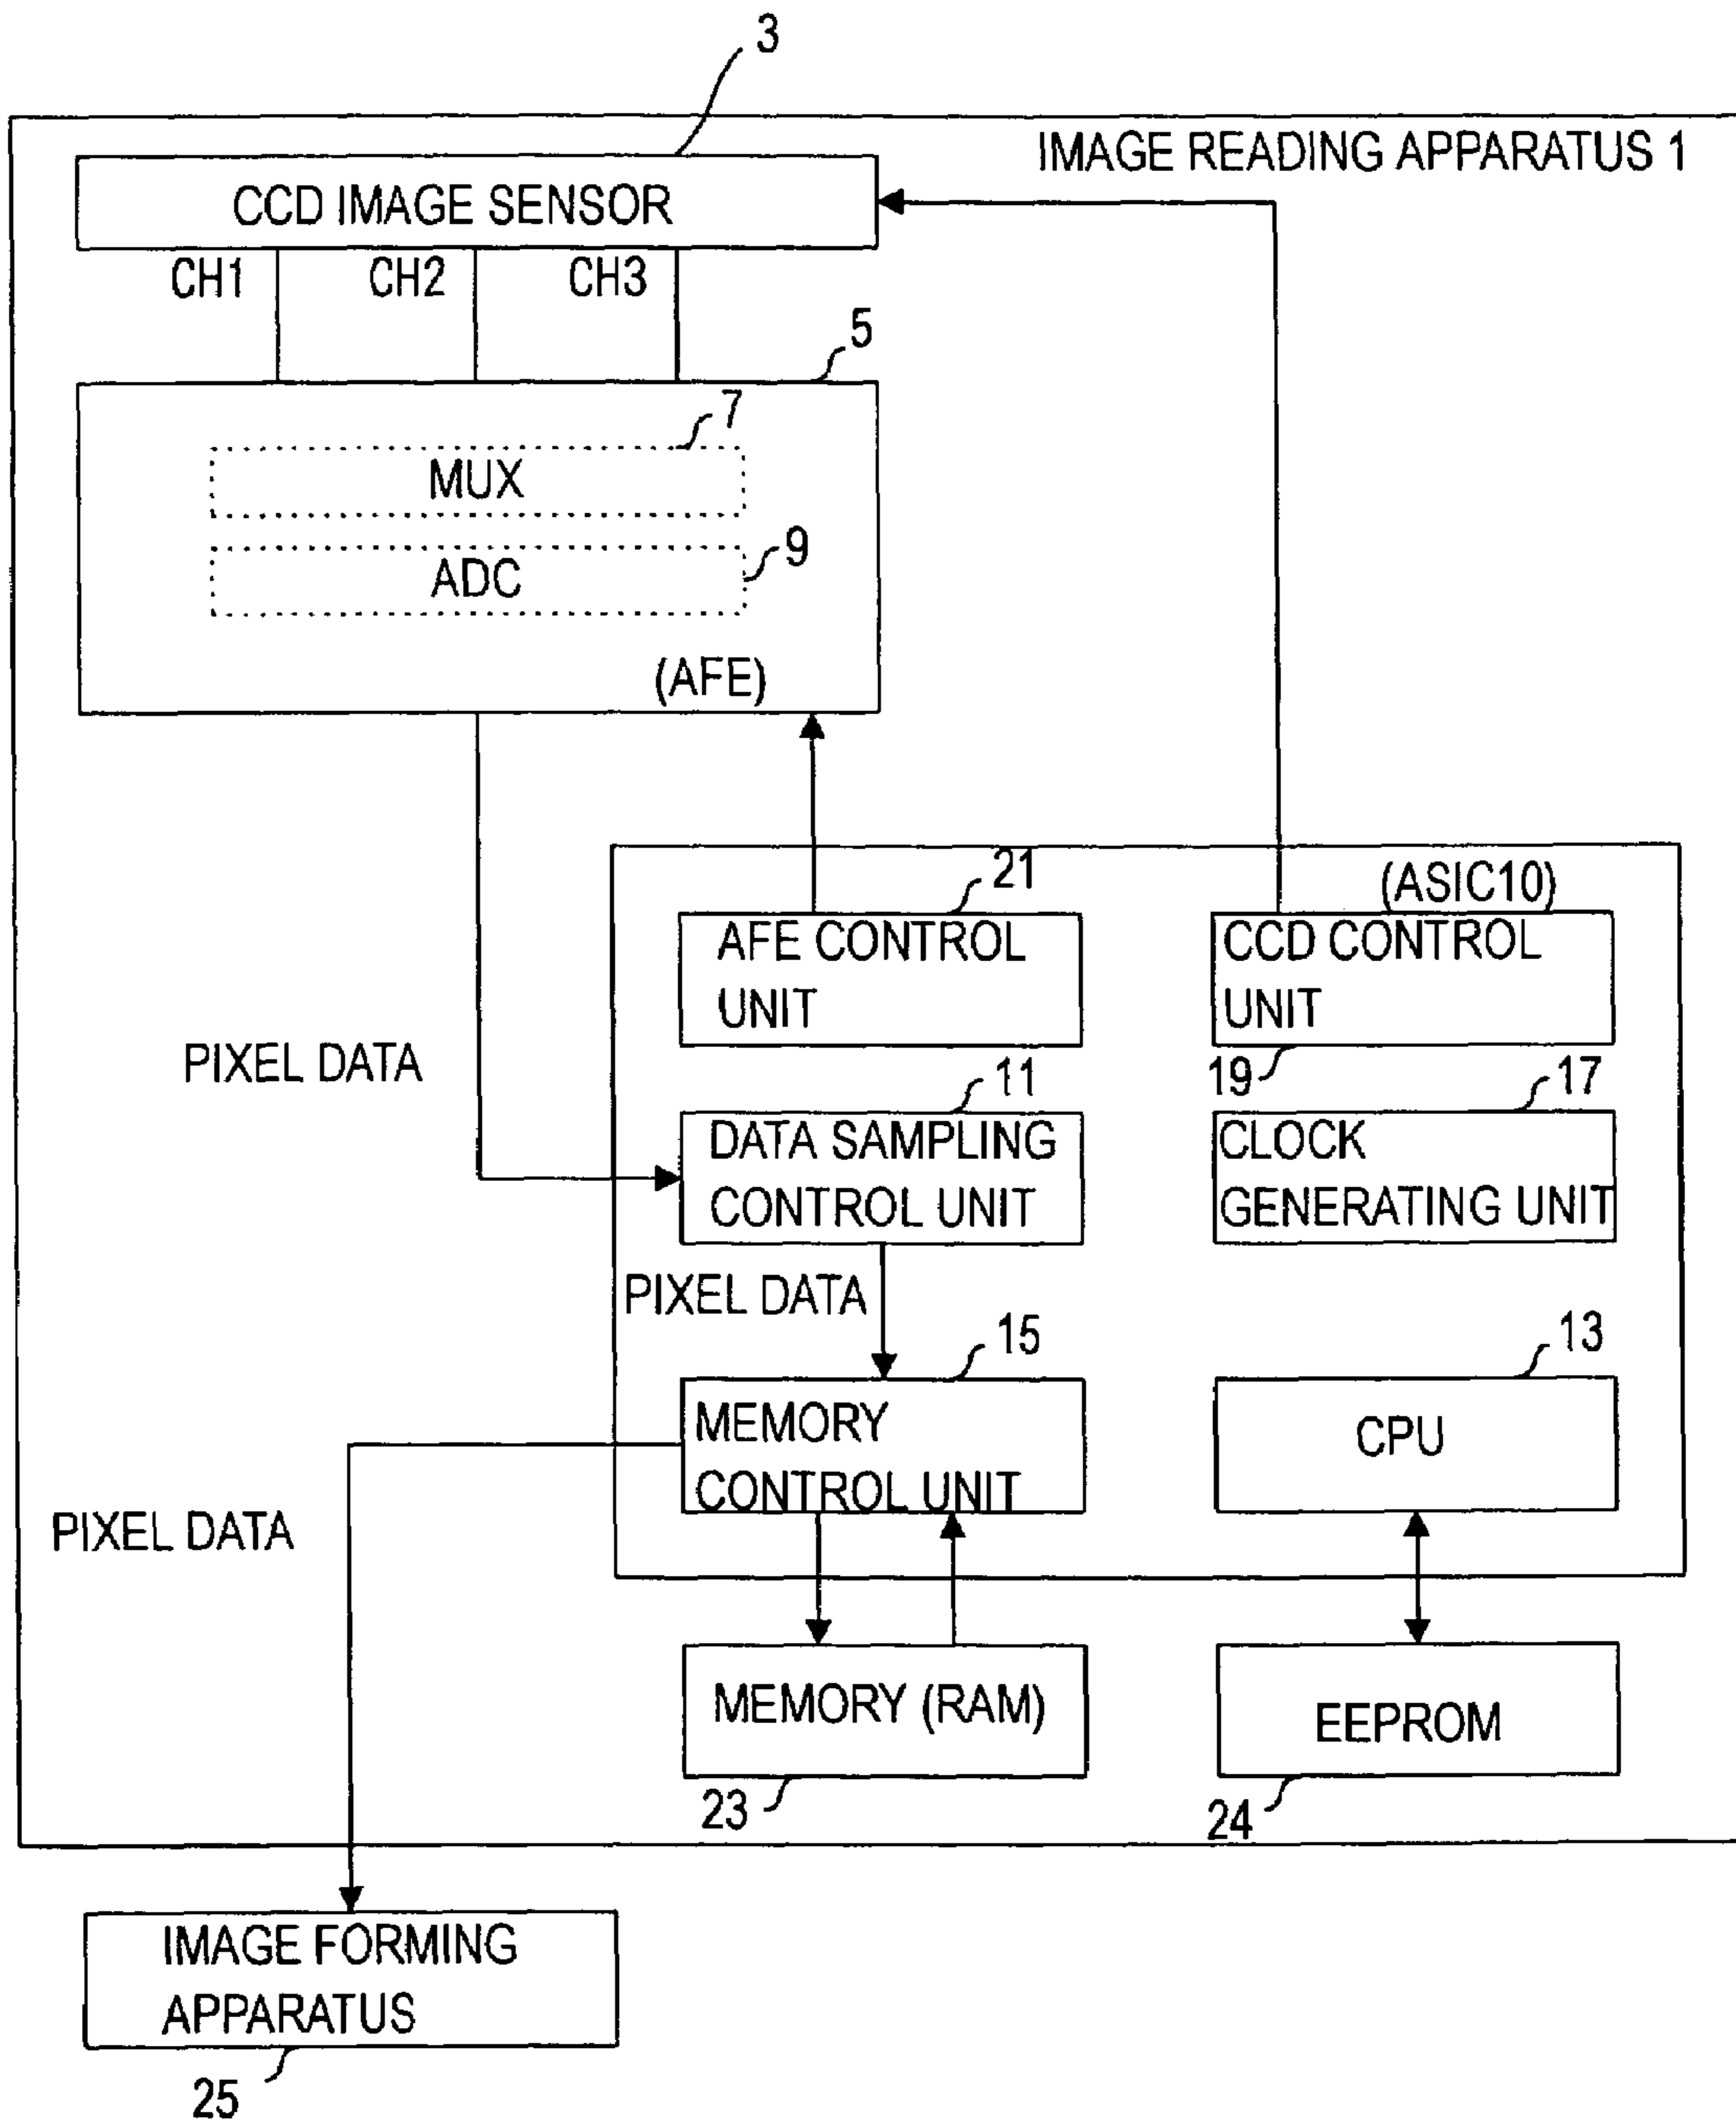 3
IMAGE READING APPARATUS 1
CCD IMAGE SENSOR
CH1
CH2
CH3
5
7
MUX
9
ADC
(AFE)
(ASIC10)
21
AFE CONTROL
UNIT
CCD CONTROL
UNIT
19
PIXEL DATA
11
DATA SAMPLING
CONTROL UNIT
17
CLOCK
GENERATING UNIT
PIXEL DATA
15
MEMORY
CONTROL UNIT
13
CPU
PIXEL DATA
MEMORY (RAM)
23
EEPROM
24
IMAGE FORMING
APPARATUS
25